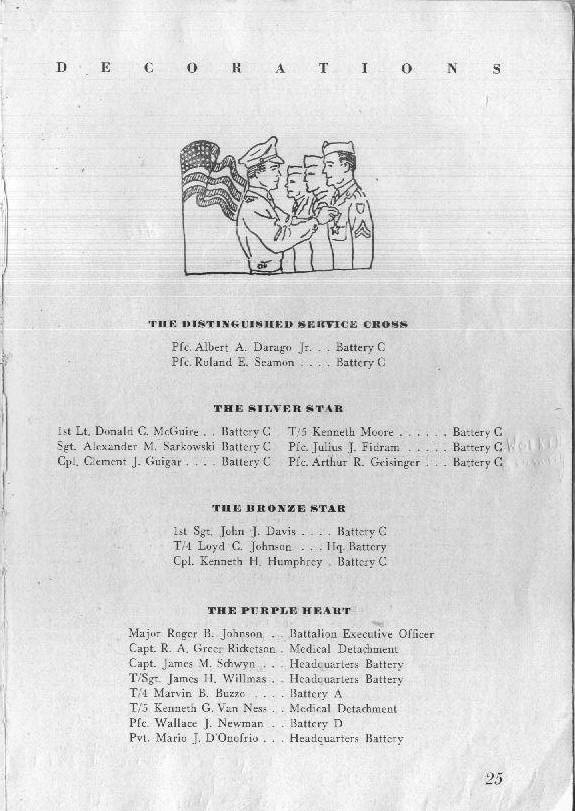 DECORATIONS
THE DISTINGUISHED SERVICE CROSS
Pfc. Albert A. Darago Jr. . . Battery C
Pfc. Roland E. Seamon . . . . Battery C
THE SILVER STAR
1st Lt. Donald C. McGuire . . Battery C
Sgt. Alexander M. Sarkowski Battery C
Cpl. Clement J. Guigar . . . . Battery C
T/5 Kenneth Moore . . . . . . Battery C
Pfc. Julius J. Fidram . . . . . Battery C
Pfc. Arthur R. Geisinger . . . Battery C
THE BRONZE STAR
1st Sgt. John J. Davis . . . . Battery C
T/4 Loyd C. Johnson . . . Hq. Battery
Cpl. Kenneth H. Humphrey . Battery C
THE PURPLE HEART
Major Roger B. Johnson . . Battalion Executive Officer
Capt. R. A. Greer Ricketson . Medical Detachment
Capt. James M. Schwyn . . . Headquarters Battery
T/Sgt. James H. Willmas . . Headquarters Battery
T/4 Marvin B. Buzzo . . . . Battery A
T/5 Kenneth G. Van Ness . . Medical Detachment
Pfc. Wallace J. Newman . . Battery D
Pvt. Mario J. D'Onofrio . . . Headquarters Battery
25